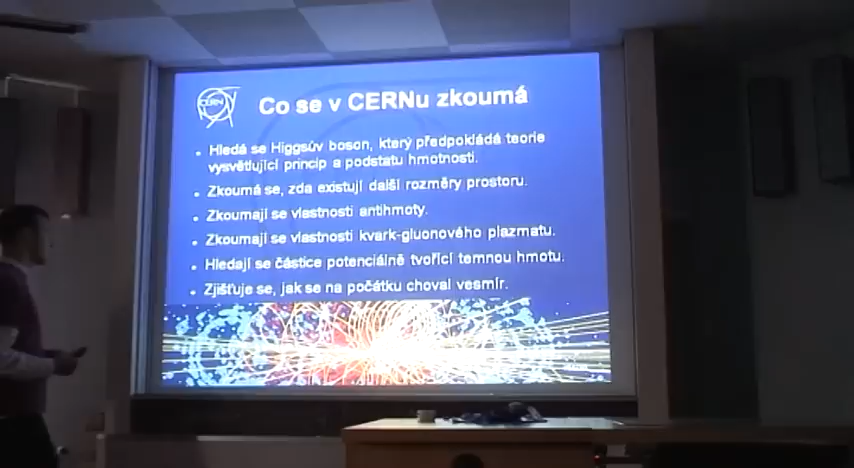 CERN
Co se v CERNu zkoumá
• Hledá se Higgsův boson, který předpokládá teorie
vysvětlující princip a podstatu hmotnosti.
• Zkoumá se, zda existují další rozměry prostoru.
• Zkoumají se vlastnosti antihmoty.
• Zkoumají se vlastnosti kvark-gluonového plazmatu.
• Hledají se částice potenciálně tvořící temnou hmotu.
• Zjišťuje se, jak se na počátku choval vesmír.